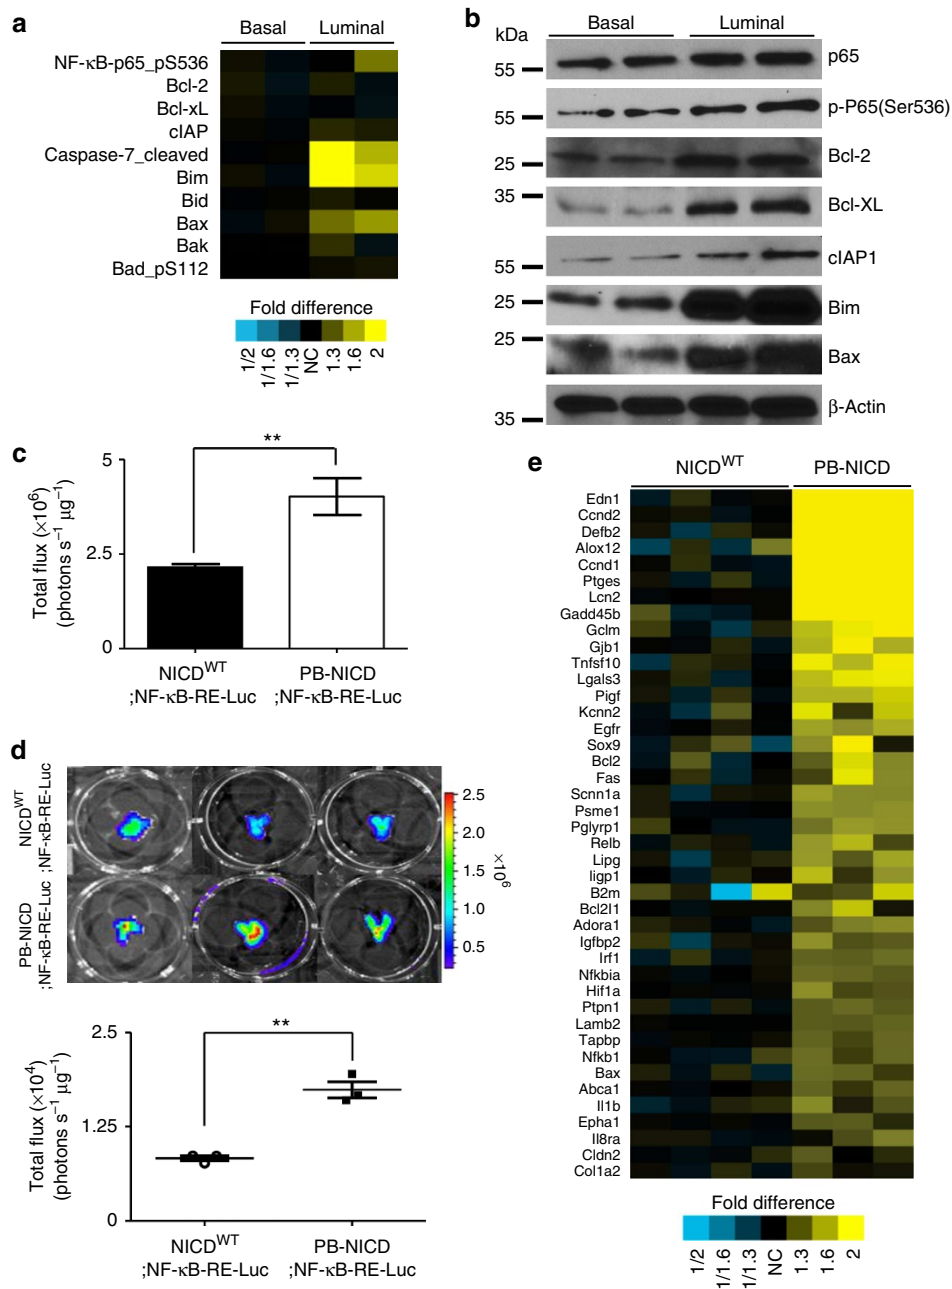 a
Basal Luminal
NF-κB-p65_pS536
Bcl-2
Bcl-xL
cIAP
Caspase-7_cleaved
Bim
Bid
Bax
Bak
Bad_pS112
Fold difference
1/2 1/1.6 1/1.3 NC 1.3 1.6 2
b
kDa
Basal Luminal
55 p65
55 p-P65(Ser536)
25 Bcl-2
35 Bcl-XL
55 cIAP1
25 Bim
25 Bax
35 β-Actin
c
**
Total flux (×10⁶)
(photons s⁻¹ μg⁻¹)
5
2.5
0
NICDᵂᵀ PB-NICD
;NF-κB-RE-Luc ;NF-κB-RE-Luc
d
NICDᵂᵀ
;NF-κB-RE-Luc
PB-NICD
;NF-κB-RE-Luc
2.5
2.0
1.5
1.0
0.5
×10⁶
**
Total flux (×10⁴)
(photons s⁻¹ μg⁻¹)
2.5
1.25
0
NICDᵂᵀ PB-NICD
;NF-κB-RE-Luc ;NF-κB-RE-Luc
e
NICDᵂᵀ PB-NICD
Edn1
Ccnd2
Defb2
Alox12
Ccnd1
Ptges
Lcn2
Gadd45b
Gclm
Gjb1
Tnfsf10
Lgals3
Pigf
Kcnn2
Egfr
Sox9
Bcl2
Fas
Scnn1a
Psme1
Pglyrp1
Relb
Lipg
Iigp1
B2m
Bcl2l1
Adora1
Igfbp2
Irf1
Nfkbia
Hif1a
Ptpn1
Lamb2
Tapbp
Nfkb1
Bax
Abca1
Il1b
Epha1
Il8ra
Cldn2
Col1a2
Fold difference
1/2 1/1.6 1/1.3 NC 1.3 1.6 2